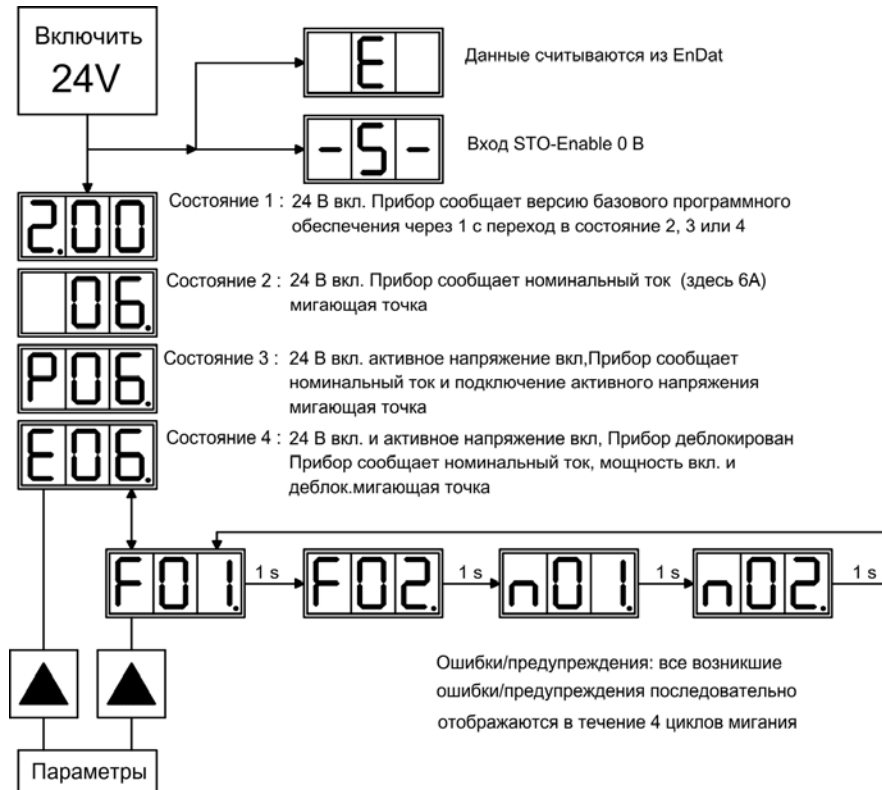 Включить
24V
E
Данные считываются из EnDat
-S-
Вход STO-Enable 0 В
2.00
Состояние 1 : 24 В вкл. Прибор сообщает версию базового программного
обеспечения через 1 с переход в состояние 2, 3 или 4
06.
Состояние 2 : 24 В вкл. Прибор сообщает номинальный ток (здесь 6А)
мигающая точка
P06.
Состояние 3 : 24 В вкл. активное напряжение вкл,Прибор сообщает
номинальный ток и подключение активного напряжения
мигающая точка
E06.
Состояние 4 : 24 В вкл. и активное напряжение вкл, Прибор деблокирован
Прибор сообщает номинальный ток, мощность вкл. и
деблок.мигающая точка
F01. 1 s F02. 1 s n01. 1 s n02. 1 s
Ошибки/предупреждения: все возникшие
ошибки/предупреждения последовательно
отображаются в течение 4 циклов мигания
Параметры